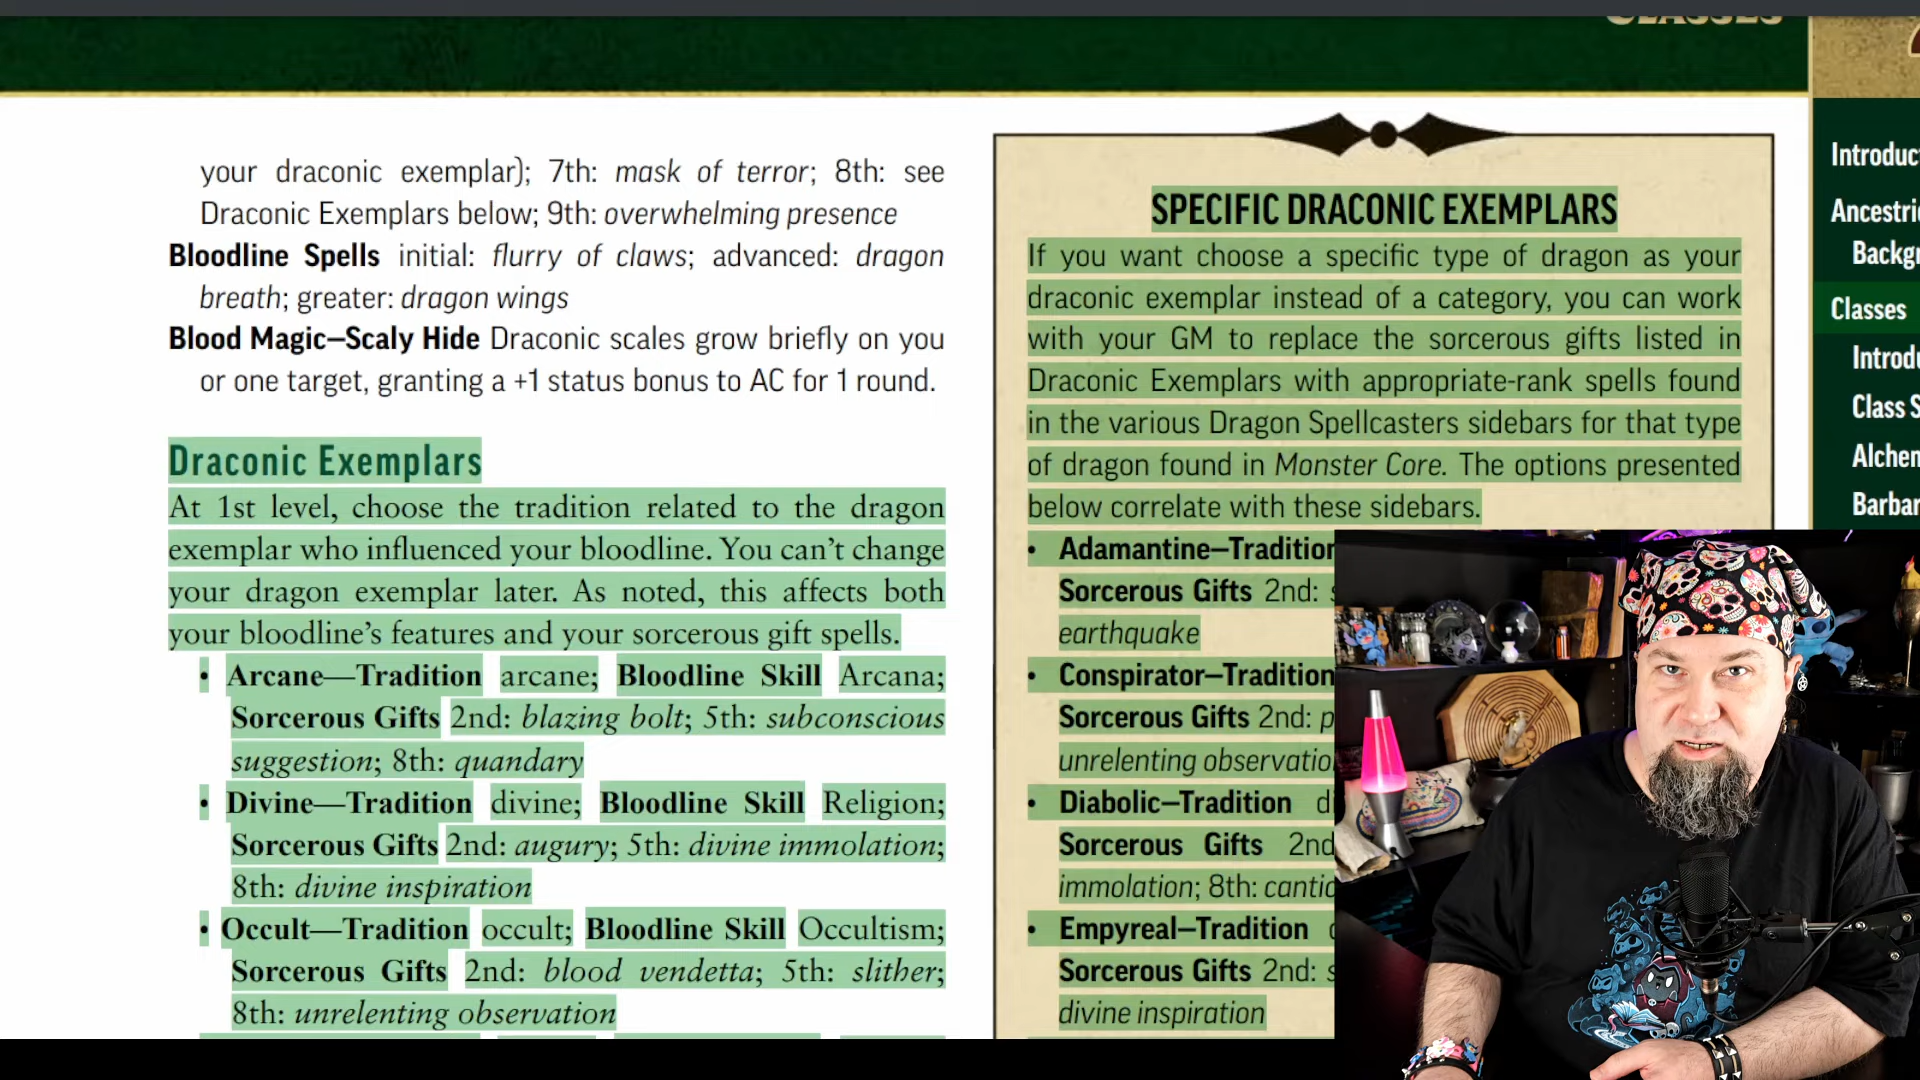 CLASSES
your draconic exemplar); 7th: mask of terror; 8th: see
Draconic Exemplars below; 9th: overwhelming presence
Bloodline Spells initial: flurry of claws; advanced: dragon
breath; greater: dragon wings
Blood Magic—Scaly Hide Draconic scales grow briefly on you
or one target, granting a +1 status bonus to AC for 1 round.
Draconic Exemplars
At 1st level, choose the tradition related to the dragon
exemplar who influenced your bloodline. You can't change
your dragon exemplar later. As noted, this affects both
your bloodline's features and your sorcerous gift spells.
• Arcane—Tradition arcane; Bloodline Skill Arcana;
Sorcerous Gifts 2nd: blazing bolt; 5th: subconscious
suggestion; 8th: quandary
• Divine—Tradition divine; Bloodline Skill Religion;
Sorcerous Gifts 2nd: augury; 5th: divine immolation;
8th: divine inspiration
• Occult—Tradition occult; Bloodline Skill Occultism;
Sorcerous Gifts 2nd: blood vendetta; 5th: slither;
8th: unrelenting observation
SPECIFIC DRACONIC EXEMPLARS
If you want choose a specific type of dragon as your
draconic exemplar instead of a category, you can work
with your GM to replace the sorcerous gifts listed in
Draconic Exemplars with appropriate-rank spells found
in the various Dragon Spellcasters sidebars for that type
of dragon found in Monster Core. The options presented
below correlate with these sidebars.
• Adamantine—Tradition
Sorcerous Gifts 2nd:
earthquake
• Conspirator—Tradition
Sorcerous Gifts 2nd: p
unrelenting observatio
• Diabolic—Tradition di
Sorcerous Gifts 2nd
immolation; 8th: cantic
• Empyreal—Tradition
Sorcerous Gifts 2nd: s
divine inspiration
Introduc
Ancestri
Backgr
Classes
Introdu
Class S
Alchem
Barbar